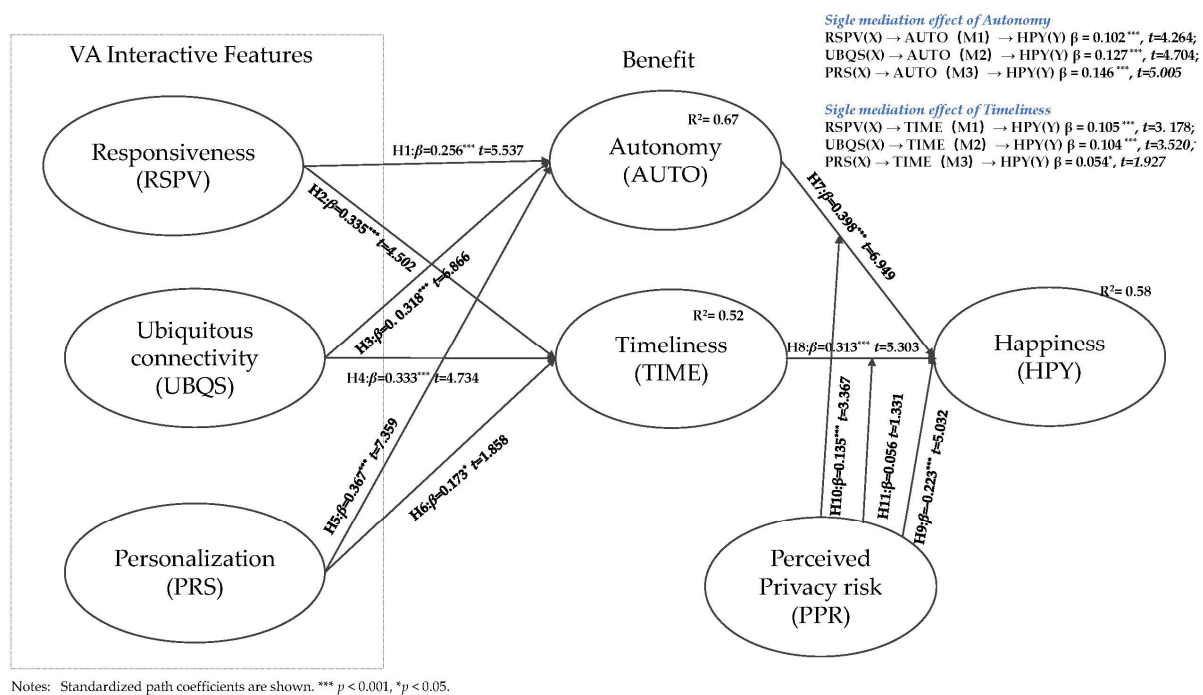 Sigle mediation effect of Autonomy
RSPV(X) → AUTO (M1) → HPY(Y) β = 0.102 ***, t=4.264;
UBQS(X) → AUTO (M2) → HPY(Y) β = 0.127 ***, t=4.704;
PRS(X) → AUTO (M3) → HPY(Y) β = 0.146 ***, t=5.005
Sigle mediation effect of Timeliness
RSPV(X) → TIME (M1) → HPY(Y) β = 0.105 ***, t=3. 178;
UBQS(X) → TIME (M2) → HPY(Y) β = 0.104 ***, t=3.520;
PRS(X) → TIME (M3) → HPY(Y) β = 0.054*, t=1.927
VA Interactive Features
Benefit
Responsiveness
(RSPV)
Ubiquitous
connectivity
(UBQS)
Personalization
(PRS)
H1:β=0.256*** t=5.537
H2:β=0.335*** t=4.502
H3:β=0. 0.318*** t=6.866
H4:β=0.333*** t=4.734
H5:β=0.367*** t=7.359
H6:β=0.173* t=1.858
R²= 0.67
Autonomy
(AUTO)
R²= 0.52
Timeliness
(TIME)
H7:β=0.398*** t=6.949
H8:β=0.313*** t=5.303
H10:β=0.135*** t=3.367
H11:β=0.056 t=1.331
H9:β=-0.223*** t=5.032
R²= 0.58
Happiness
(HPY)
Perceived
Privacy risk
(PPR)
Notes: Standardized path coefficients are shown. *** p < 0.001, *p < 0.05.